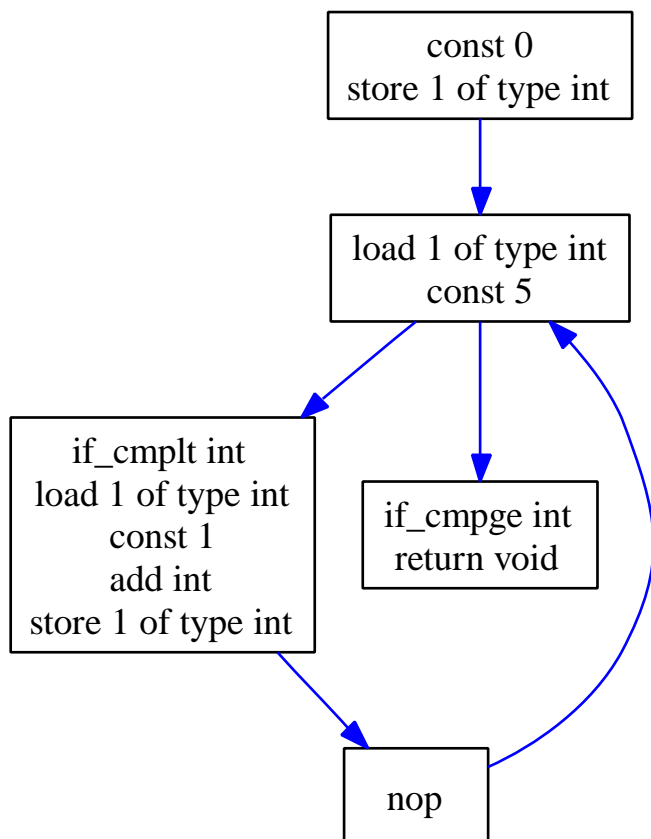 const 0
store 1 of type int
load 1 of type int
const 5
if_cmplt int
load 1 of type int
const 1
add int
store 1 of type int
if_cmpge int
return void
nop